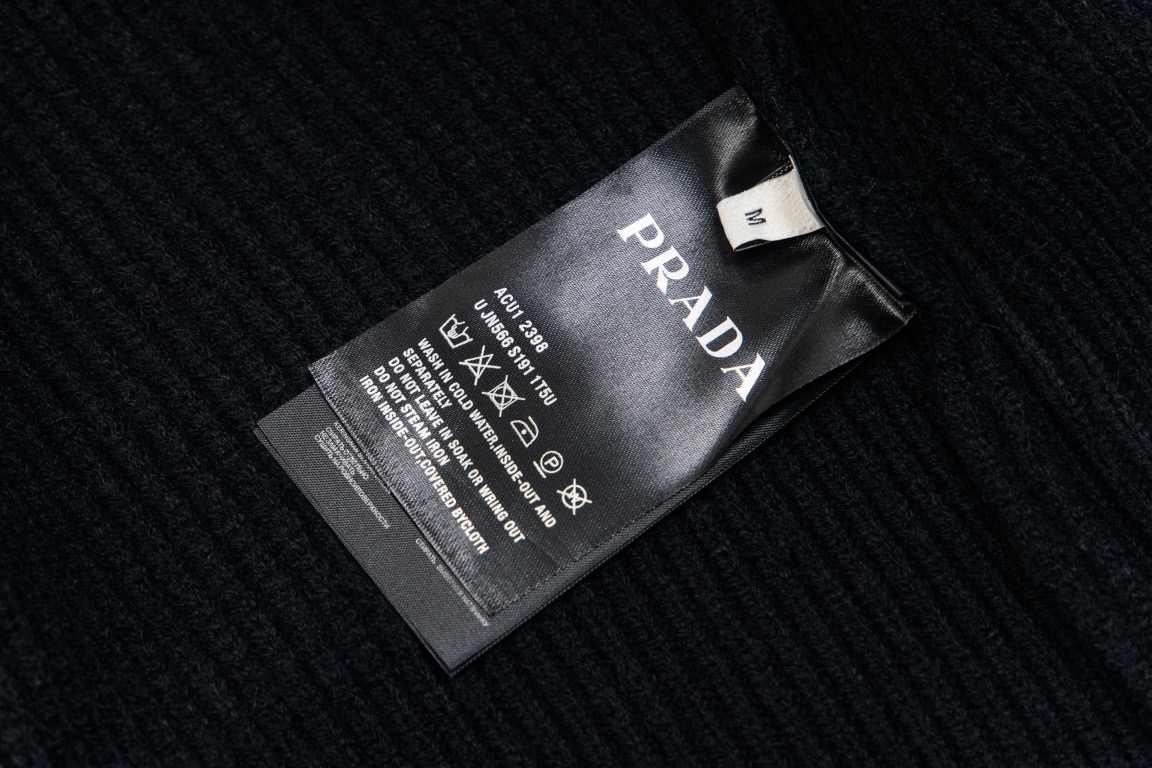 M
PRADA
ACU1 2398
U JN566 S191 1T5U
P
WASH IN COLD WATER,INSIDE-OUT AND
SEPARATELY
DO NOT LEAVE IN SOAK OR WRING OUT
DO NOT STEAM IRON
IRON INSIDE-OUT,COVERED BYCLOTH